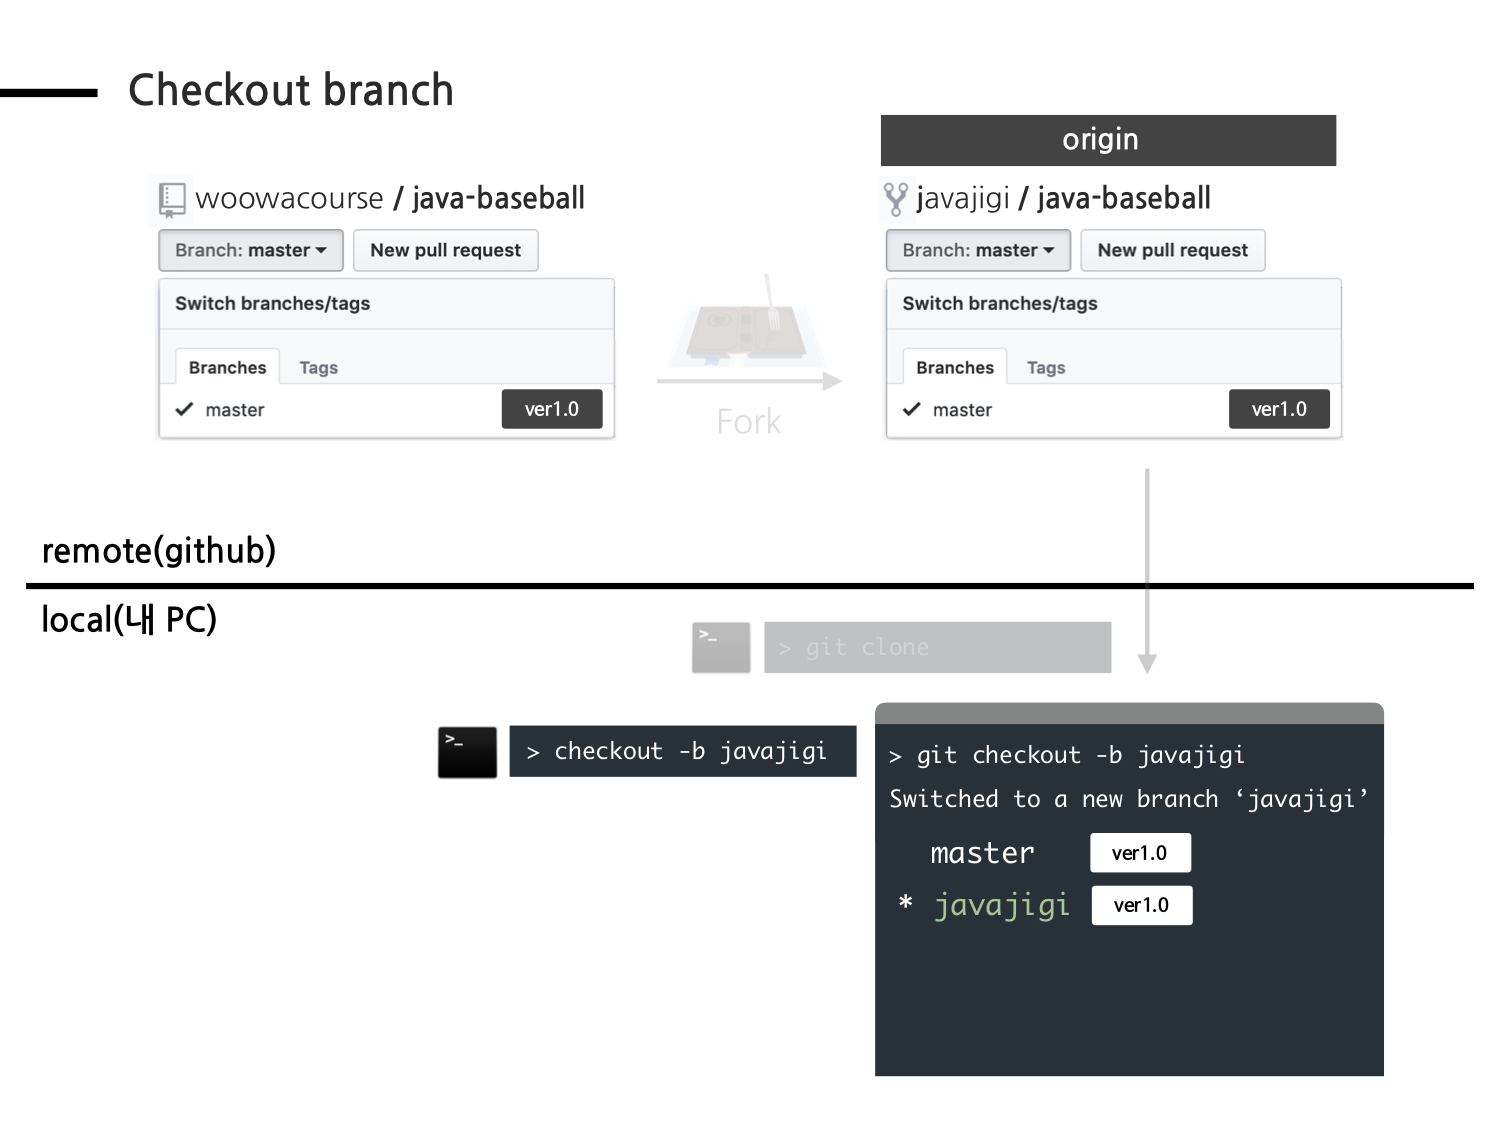 Checkout branch
origin
woowacourse / java-baseball
Branch: master
New pull request
Switch branches/tags
Branches
Tags
master
ver1.0
Fork
javajigi / java-baseball
Branch: master
New pull request
Switch branches/tags
Branches
Tags
master
ver1.0
remote(github)
local(내 PC)
>_
> git clone
>_
> checkout -b javajigi
> git checkout -b javajigi
Switched to a new branch ‘javajigi’
master
ver1.0
* javajigi
ver1.0